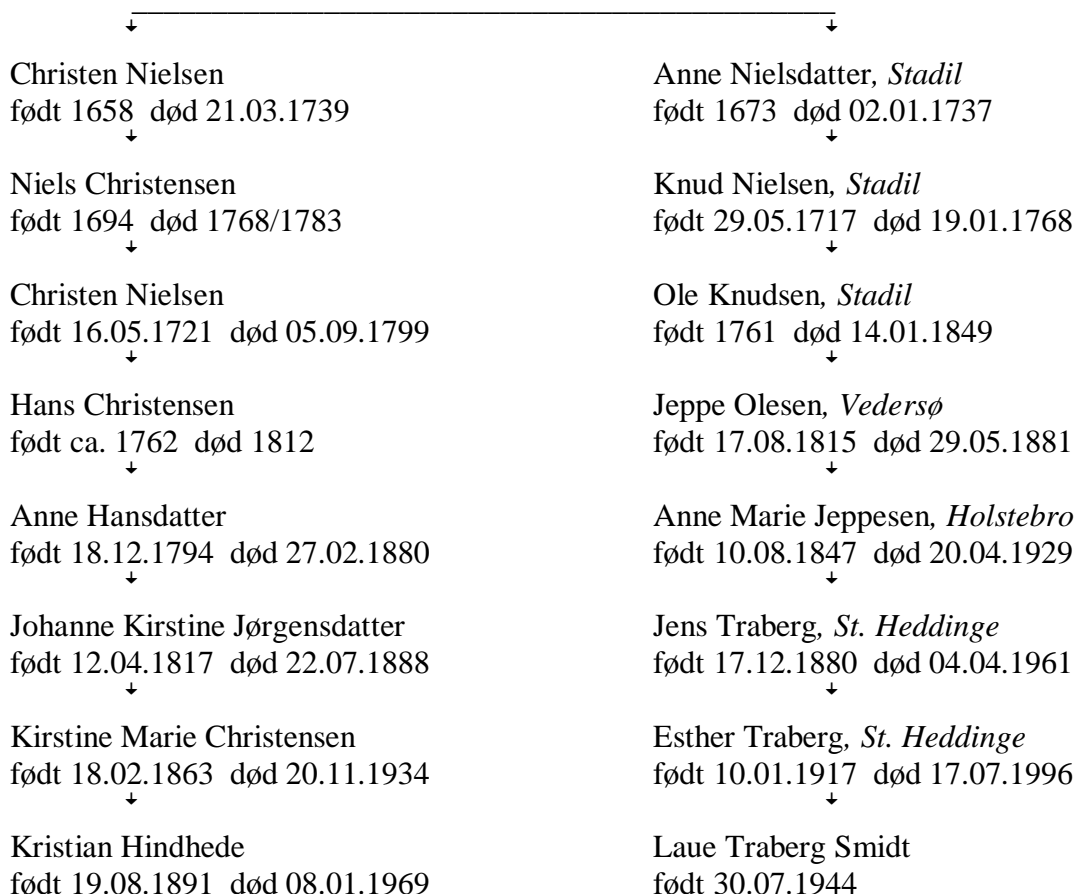 Christen Nielsen
født 1658 død 21.03.1739
Niels Christensen
født 1694 død 1768/1783
Christen Nielsen
født 16.05.1721 død 05.09.1799
Hans Christensen
født ca. 1762 død 1812
Anne Hansdatter
født 18.12.1794 død 27.02.1880
Johanne Kirstine Jørgensdatter
født 12.04.1817 død 22.07.1888
Kirstine Marie Christensen
født 18.02.1863 død 20.11.1934
Kristian Hindhede
født 19.08.1891 død 08.01.1969
Anne Nielsdatter, Stadil
født 1673 død 02.01.1737
Knud Nielsen, Stadil
født 29.05.1717 død 19.01.1768
Ole Knudsen, Stadil
født 1761 død 14.01.1849
Jeppe Olesen, Vedersø
født 17.08.1815 død 29.05.1881
Anne Marie Jeppesen, Holstebro
født 10.08.1847 død 20.04.1929
Jens Traberg, St. Heddinge
født 17.12.1880 død 04.04.1961
Esther Traberg, St. Heddinge
født 10.01.1917 død 17.07.1996
Laue Traberg Smidt
født 30.07.1944